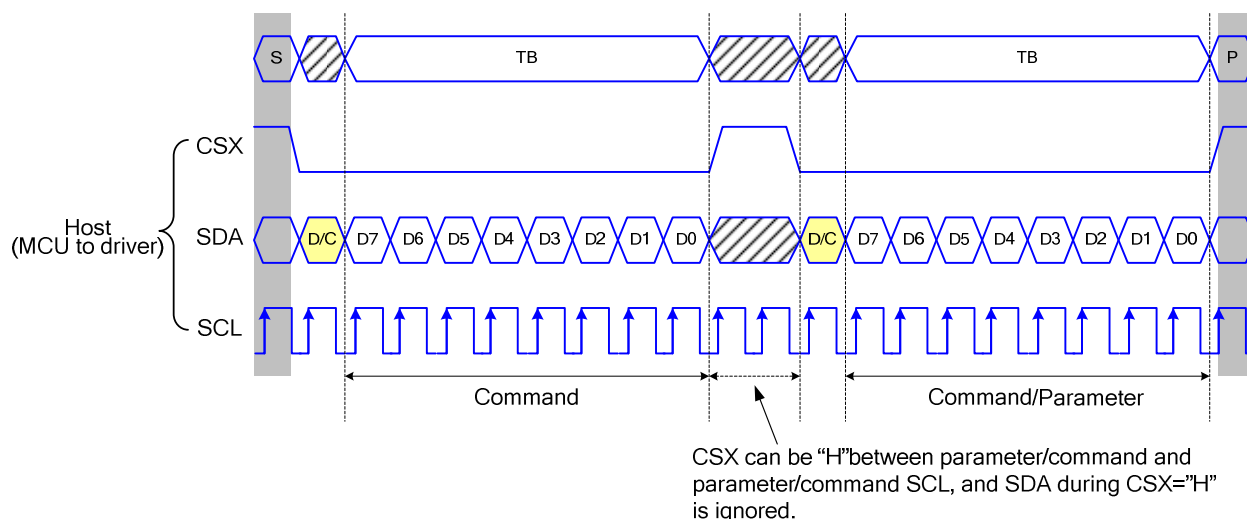 S TB TB P
CSX
Host
(MCU to driver)
SDA D/C D7 D6 D5 D4 D3 D2 D1 D0 D/C D7 D6 D5 D4 D3 D2 D1 D0
SCL
Command Command/Parameter
CSX can be “H”between parameter/command and
parameter/command SCL, and SDA during CSX=”H”
is ignored.